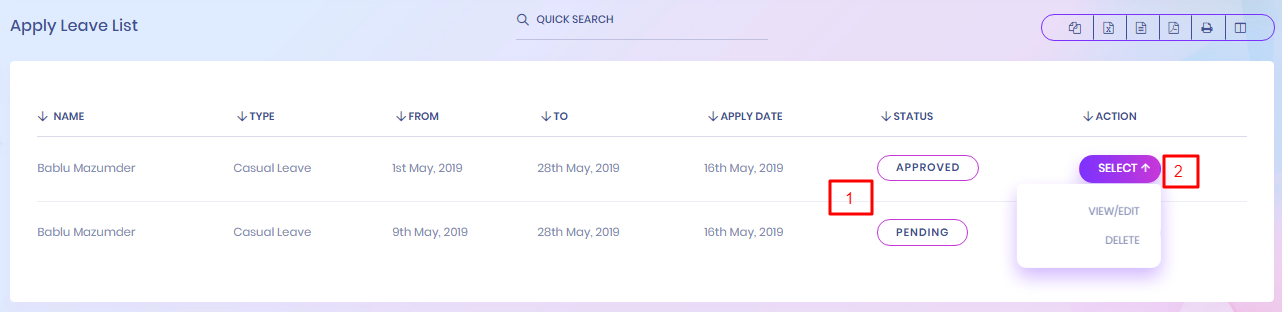 Apply Leave List
QUICK SEARCH
NAME TYPE FROM TO APPLY DATE STATUS ACTION
Bablu Mazumder Casual Leave 1st May, 2019 28th May, 2019 16th May, 2019 APPROVED SELECT 2
1
VIEW/EDIT
Bablu Mazumder Casual Leave 9th May, 2019 28th May, 2019 16th May, 2019 PENDING
DELETE